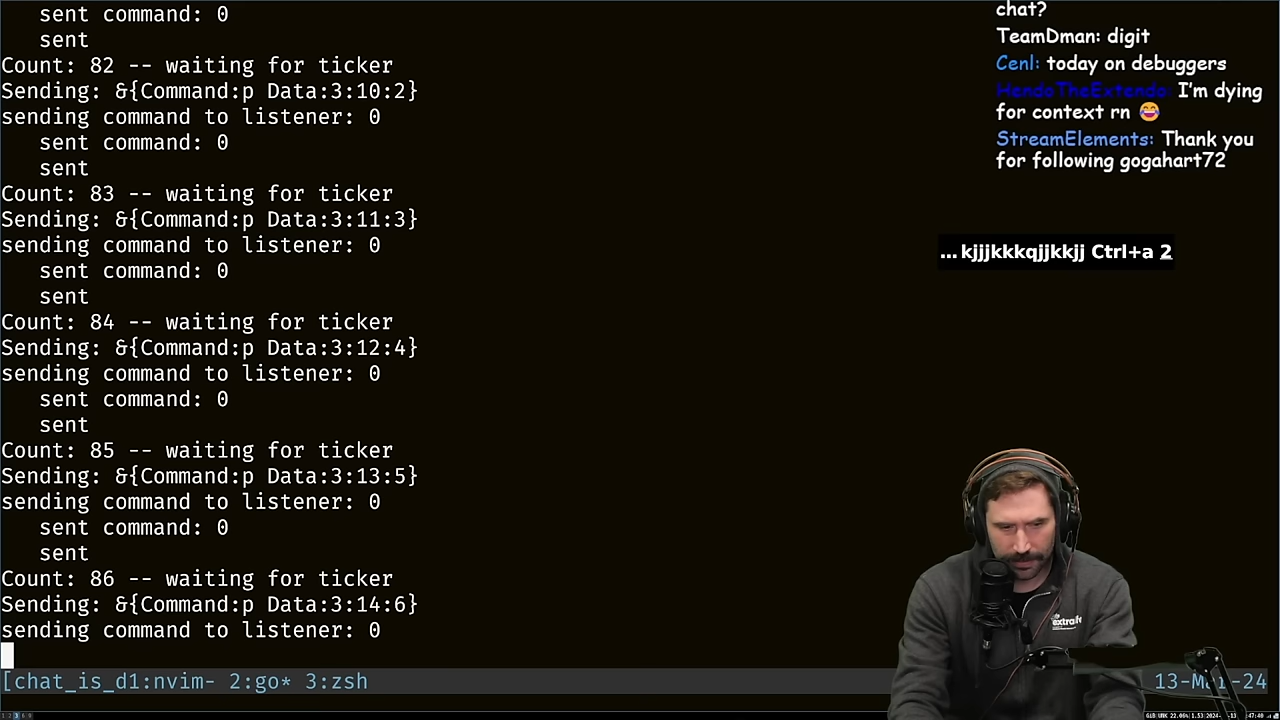 sent command: 0
sent
Count: 82 -- waiting for ticker
Sending: &{Command:p Data:3:10:2}
sending command to listener: 0
sent command: 0
sent
Count: 83 -- waiting for ticker
Sending: &{Command:p Data:3:11:3}
sending command to listener: 0
sent command: 0
sent
Count: 84 -- waiting for ticker
Sending: &{Command:p Data:3:12:4}
sending command to listener: 0
sent command: 0
sent
Count: 85 -- waiting for ticker
Sending: &{Command:p Data:3:13:5}
sending command to listener: 0
sent command: 0
sent
Count: 86 -- waiting for ticker
Sending: &{Command:p Data:3:14:6}
sending command to listener: 0
[chat_is_d1:nvim- 2:go* 3:zsh
chat?
TeamDman: digit
Cenl: today on debuggers
HendoTheExtendo: I'm dying
for context rn 😂
StreamElements: Thank you
for following gogahart72
...kjjjkkkqjjkkjj Ctrl+a 2
extralife
13-Mar-24